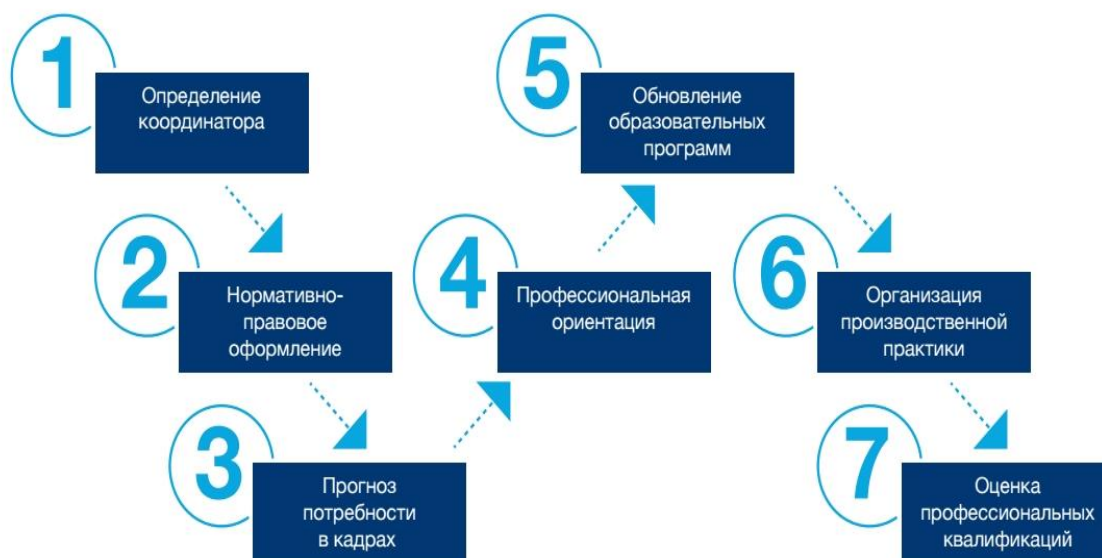 1
Определение
координатора
2
Нормативно-
правовое
оформление
3
Прогноз
потребности
в кадрах
4
Профессиональная
ориентация
5
Обновление
образовательных
программ
6
Организация
производственной
практики
7
Оценка
профессиональных
квалификаций